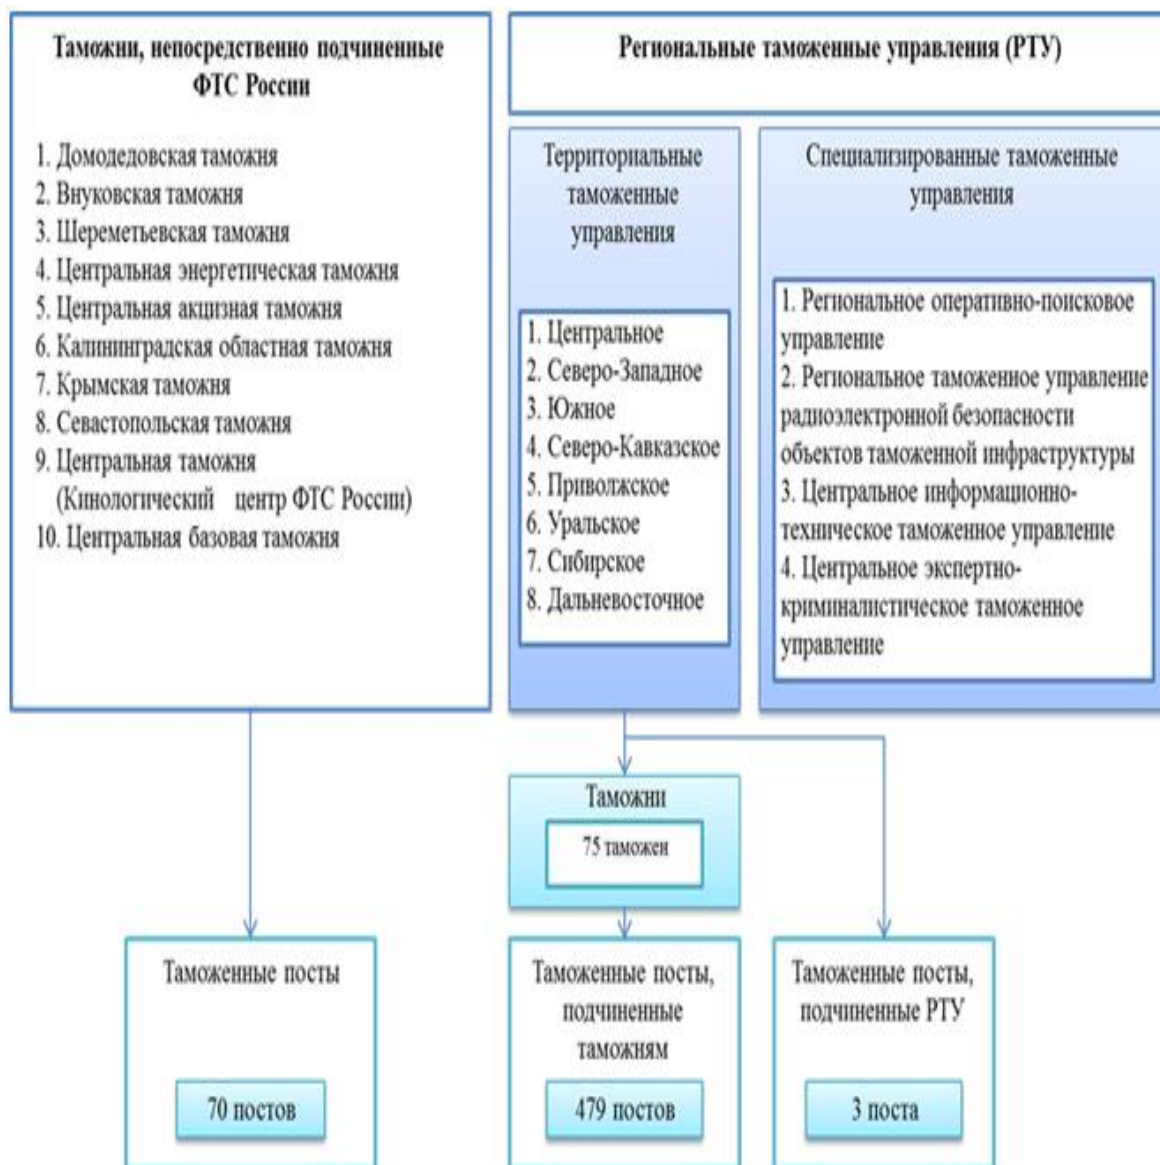 Таможни, непосредственно подчиненные
ФТС России
1. Домодедовская таможня
2. Внуковская таможня
3. Шереметьевская таможня
4. Центральная энергетическая таможня
5. Центральная акцизная таможня
6. Калининградская областная таможня
7. Крымская таможня
8. Севастопольская таможня
9. Центральная таможня
(Кинологический центр ФТС России)
10. Центральная базовая таможня
Региональные таможенные управления (РТУ)
Территориальные
таможенные
управления
1. Центральное
2. Северо-Западное
3. Южное
4. Северо-Кавказское
5. Приволжское
6. Уральское
7. Сибирское
8. Дальневосточное
Специализированные таможенные
управления
1. Региональное оперативно-поисковое
управление
2. Региональное таможенное управление
радиоэлектронной безопасности
объектов таможенной инфраструктуры
3. Центральное информационно-
техническое таможенное управление
4. Центральное экспертно-
криминалистическое таможенное
управление
Таможни
75 таможен
Таможенные посты
70 постов
Таможенные посты,
подчиненные
таможням
479 постов
Таможенные посты,
подчиненные РТУ
3 поста